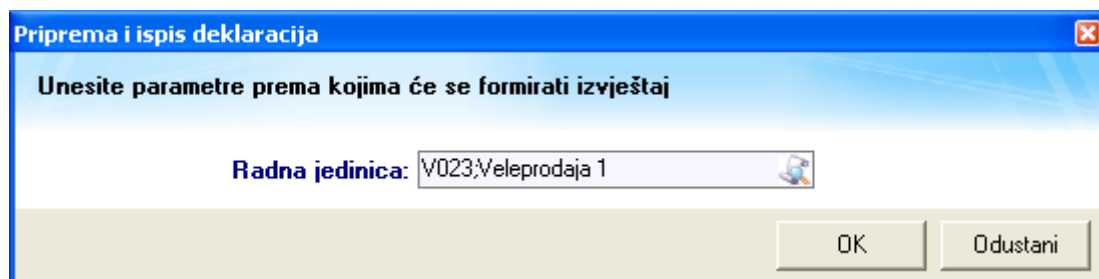 Priprema i ispis deklaracija
Unesite parametre prema kojima će se formirati izvještaj
Radna jedinica: V023;Veleprodaja 1
OK Odustani